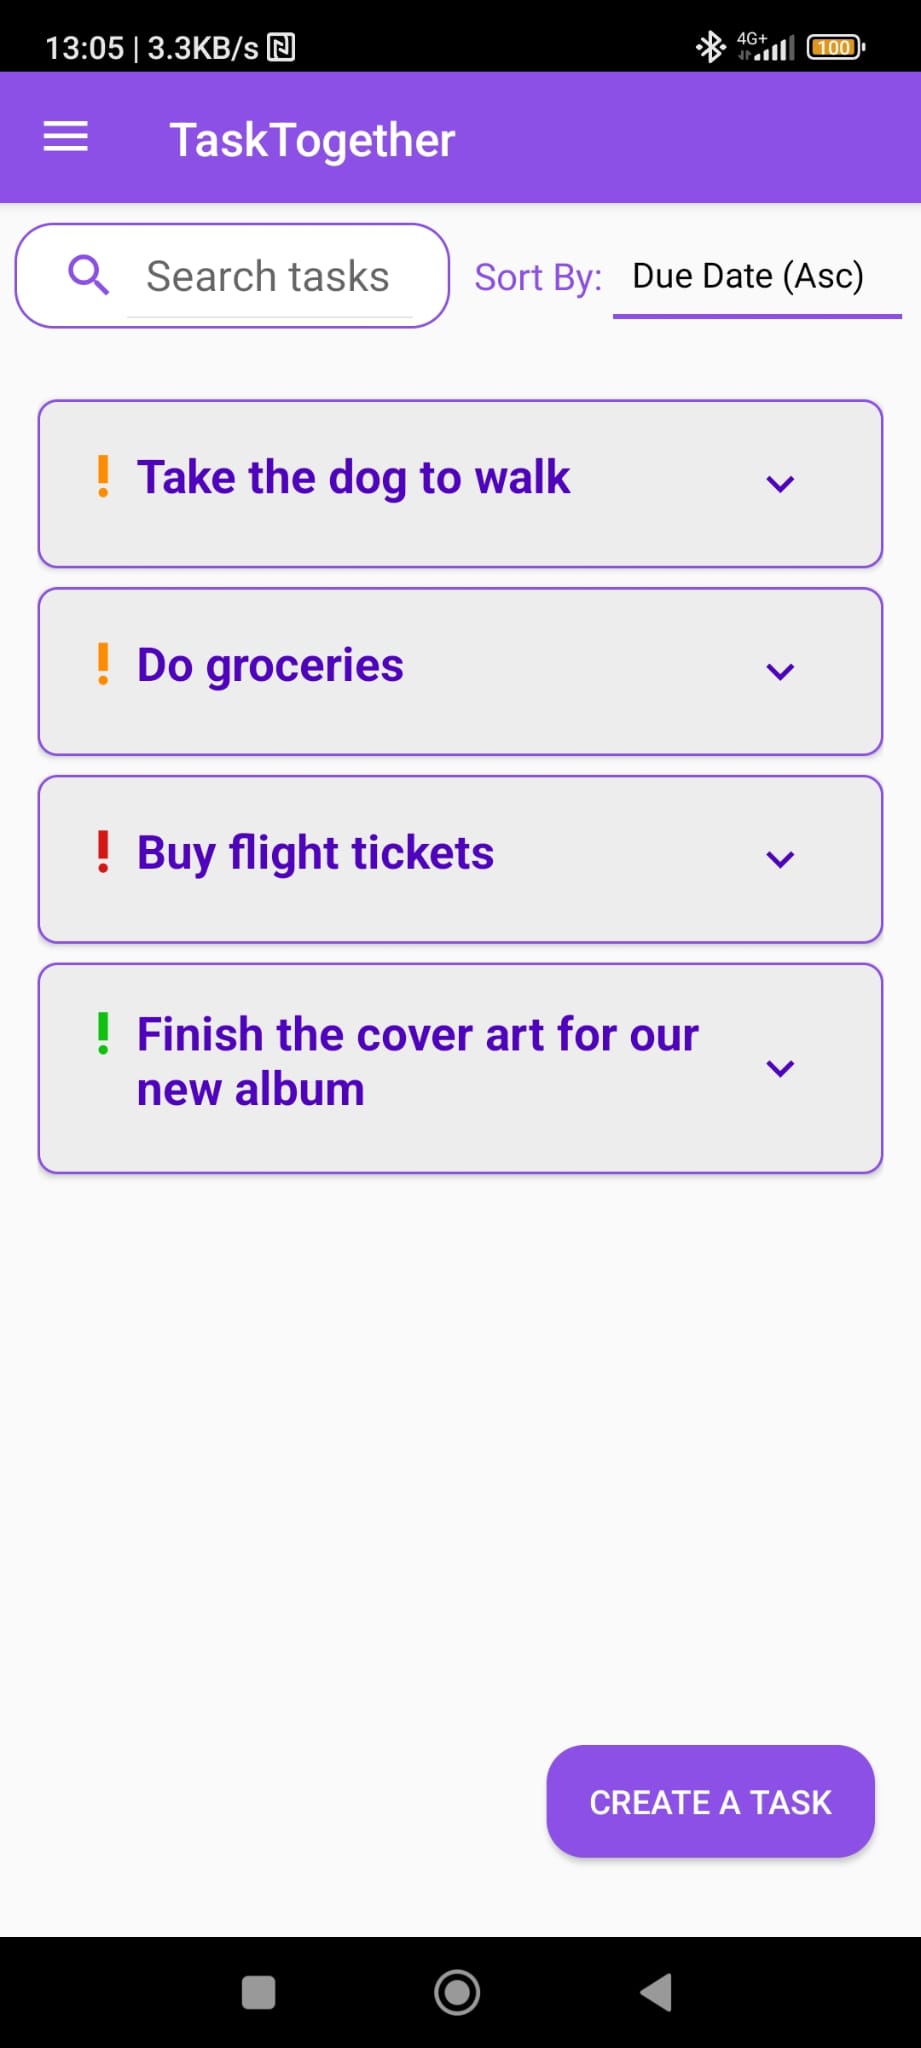 13:05 | 3.3KB/s
4G+
100
TaskTogether
Search tasks
Sort By: Due Date (Asc)
! Take the dog to walk
! Do groceries
! Buy flight tickets
! Finish the cover art for our
new album
CREATE A TASK